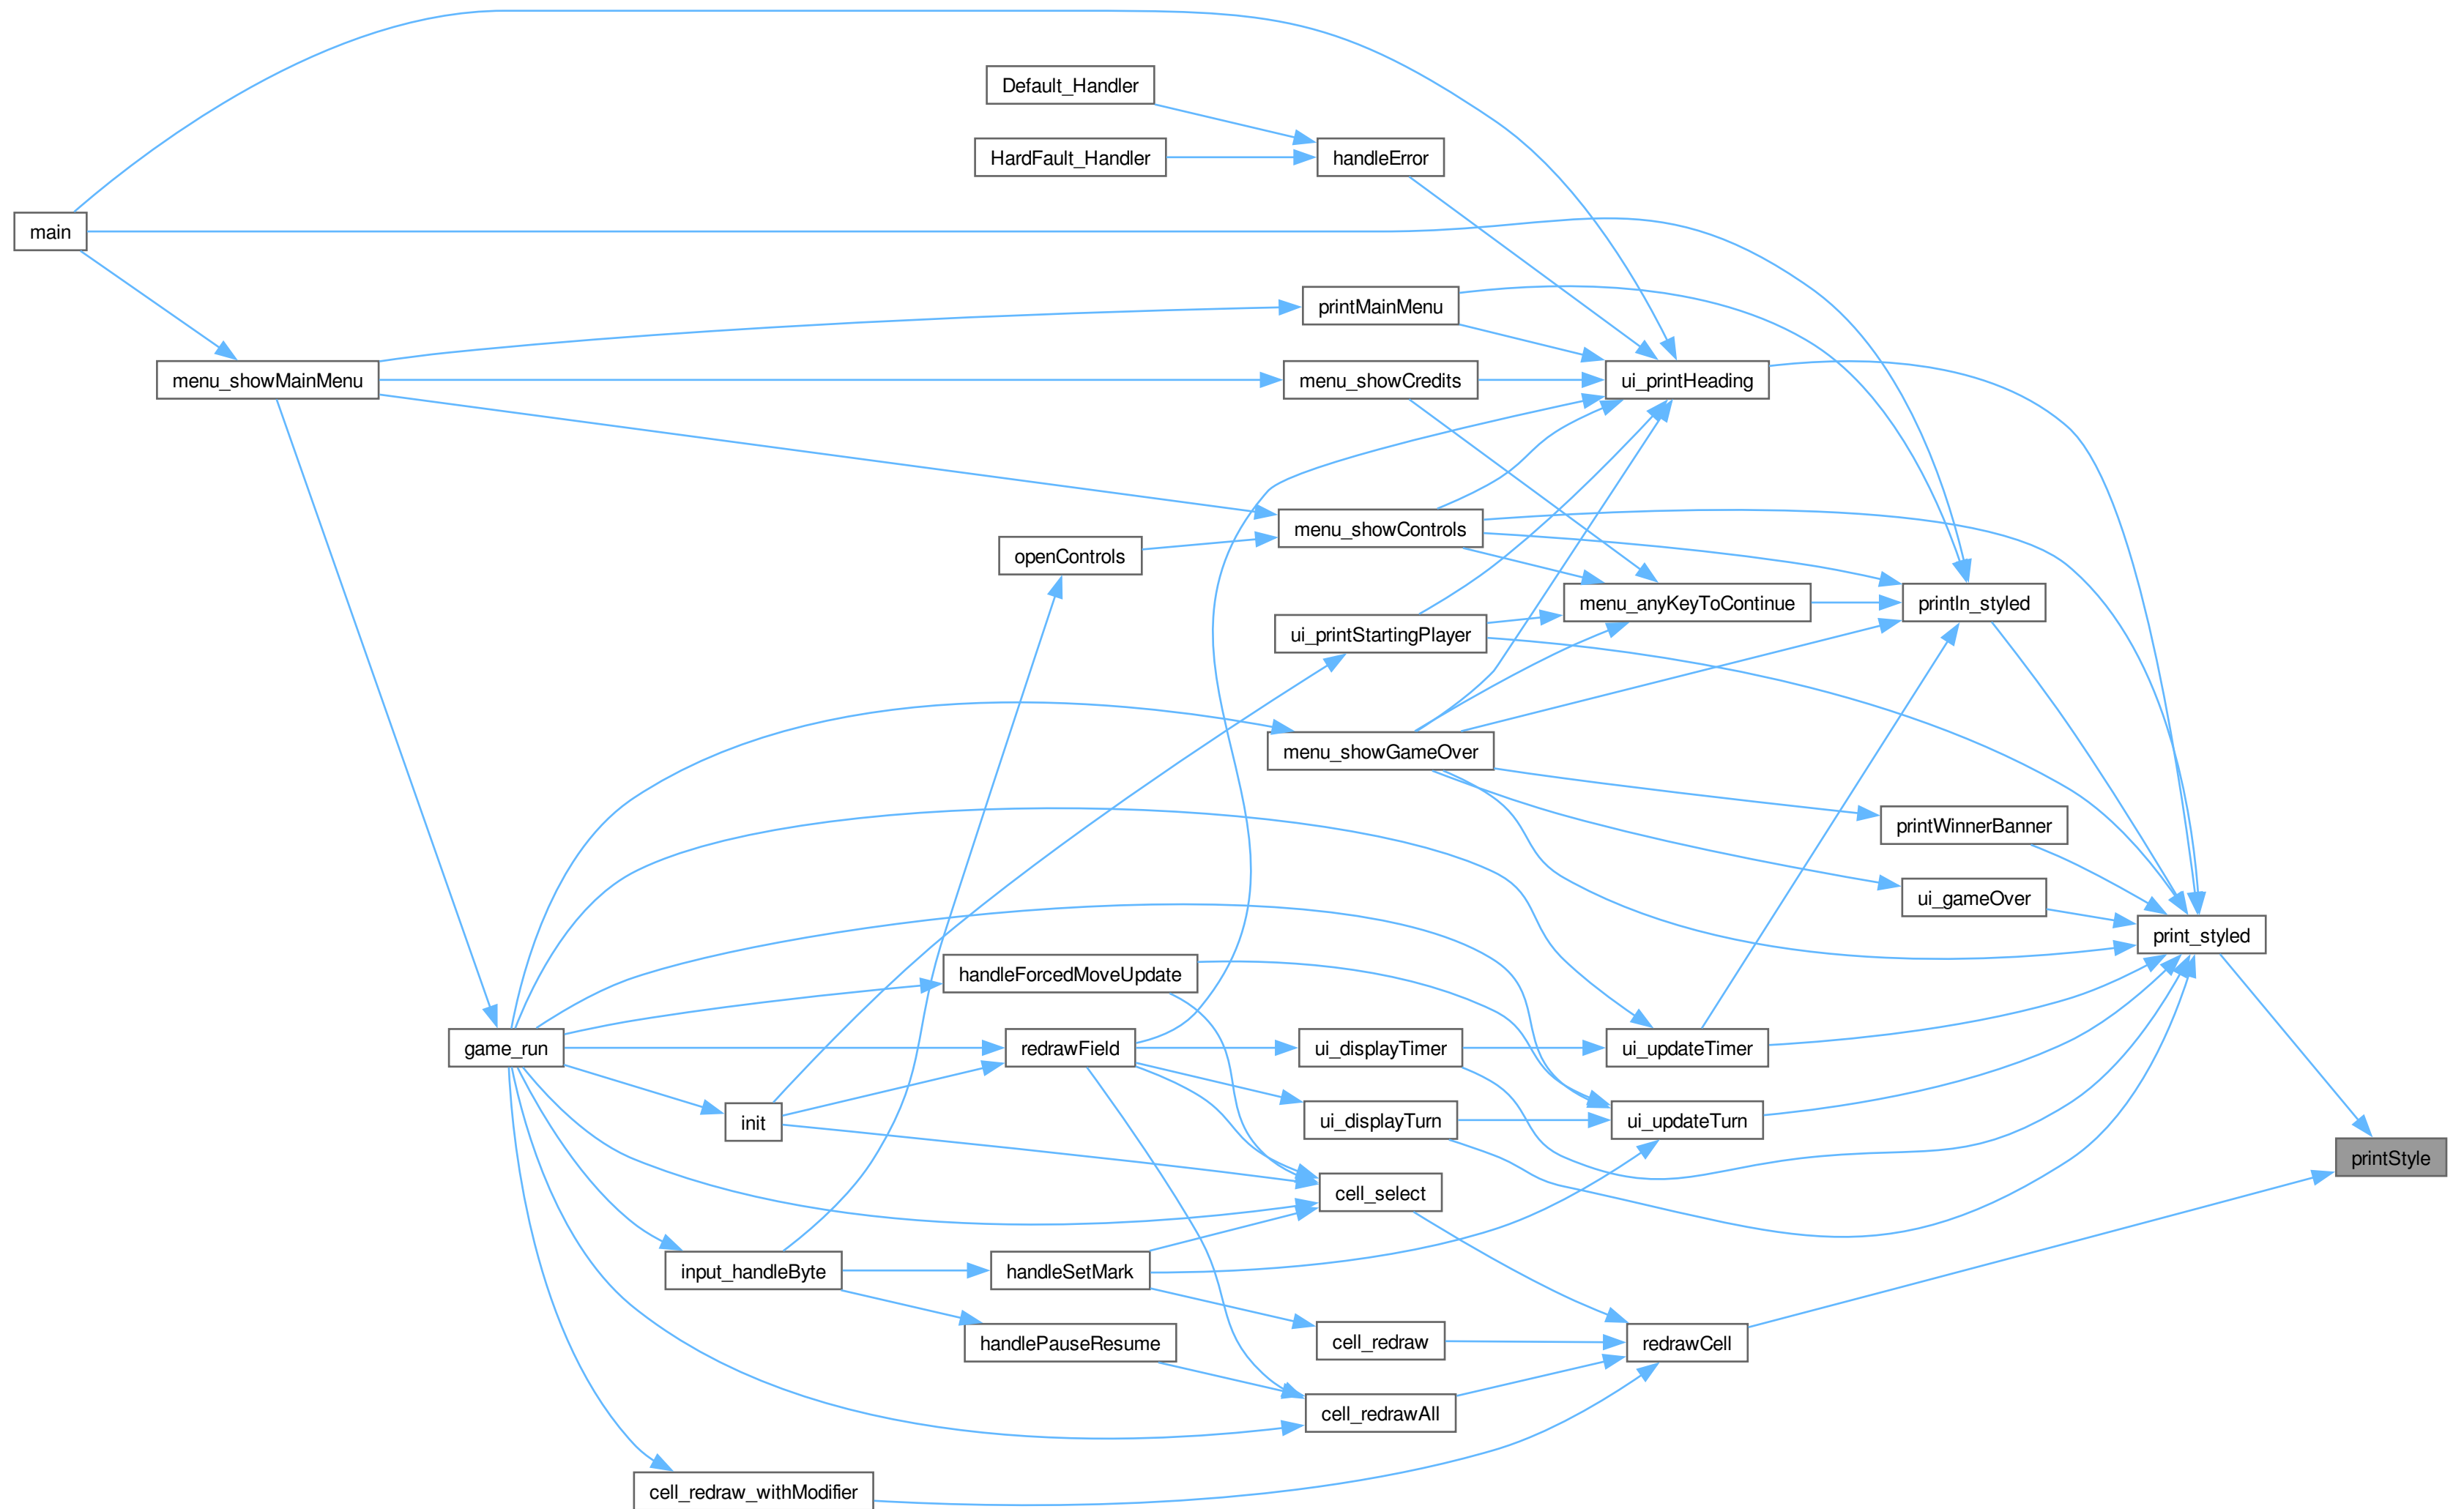 Default_Handler
HardFault_Handler
handleError
main
printMainMenu
menu_showMainMenu
menu_showCredits
ui_printHeading
menu_showControls
openControls
menu_anyKeyToContinue
println_styled
ui_printStartingPlayer
menu_showGameOver
printWinnerBanner
ui_gameOver
print_styled
handleForcedMoveUpdate
game_run
redrawField
ui_displayTimer
ui_updateTimer
init
ui_displayTurn
ui_updateTurn
printStyle
cell_select
input_handleByte
handleSetMark
handlePauseResume
cell_redraw
redrawCell
cell_redrawAll
cell_redraw_withModifier